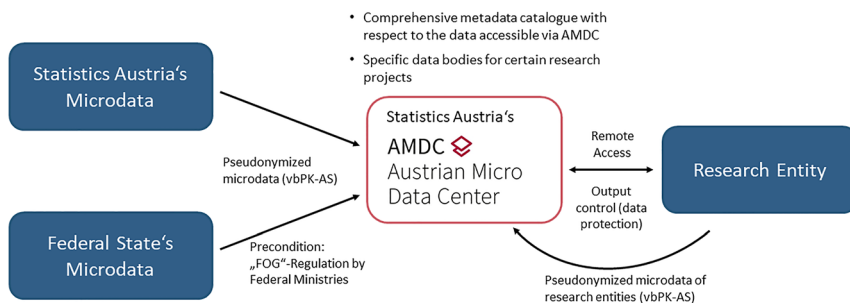 • Comprehensive metadata catalogue with
respect to the data accessible via AMDC
• Specific data bodies for certain research
projects
Statistics Austria‘s
Microdata
Statistics Austria‘s
AMDC
Austrian Micro
Data Center
Remote
Access
Research Entity
Pseudonymized
microdata (vbPK-AS)
Output
control (data
protection)
Federal State‘s
Microdata
Precondition:
„FOG“-Regulation by
Federal Ministries
Pseudonymized microdata of
research entities (vbPK-AS)